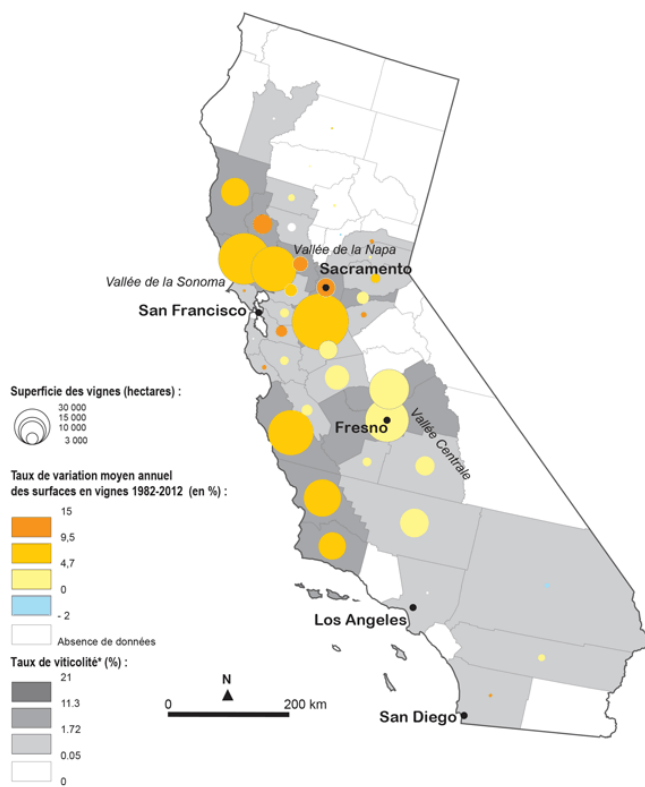 Vallée de la Napa
Sacramento
Vallée de la Sonoma
San Francisco
Fresno
Vallée Centrale
Los Angeles
San Diego
Superficie des vignes (hectares) :
30 000
15 000
10 000
3 000
Taux de variation moyen annuel
des surfaces en vignes 1982-2012 (en %) :
15
9,5
4,7
0
- 2
Absence de données
Taux de viticolité* (%) :
21
11.3
1.72
0.05
0
N
0
200 km